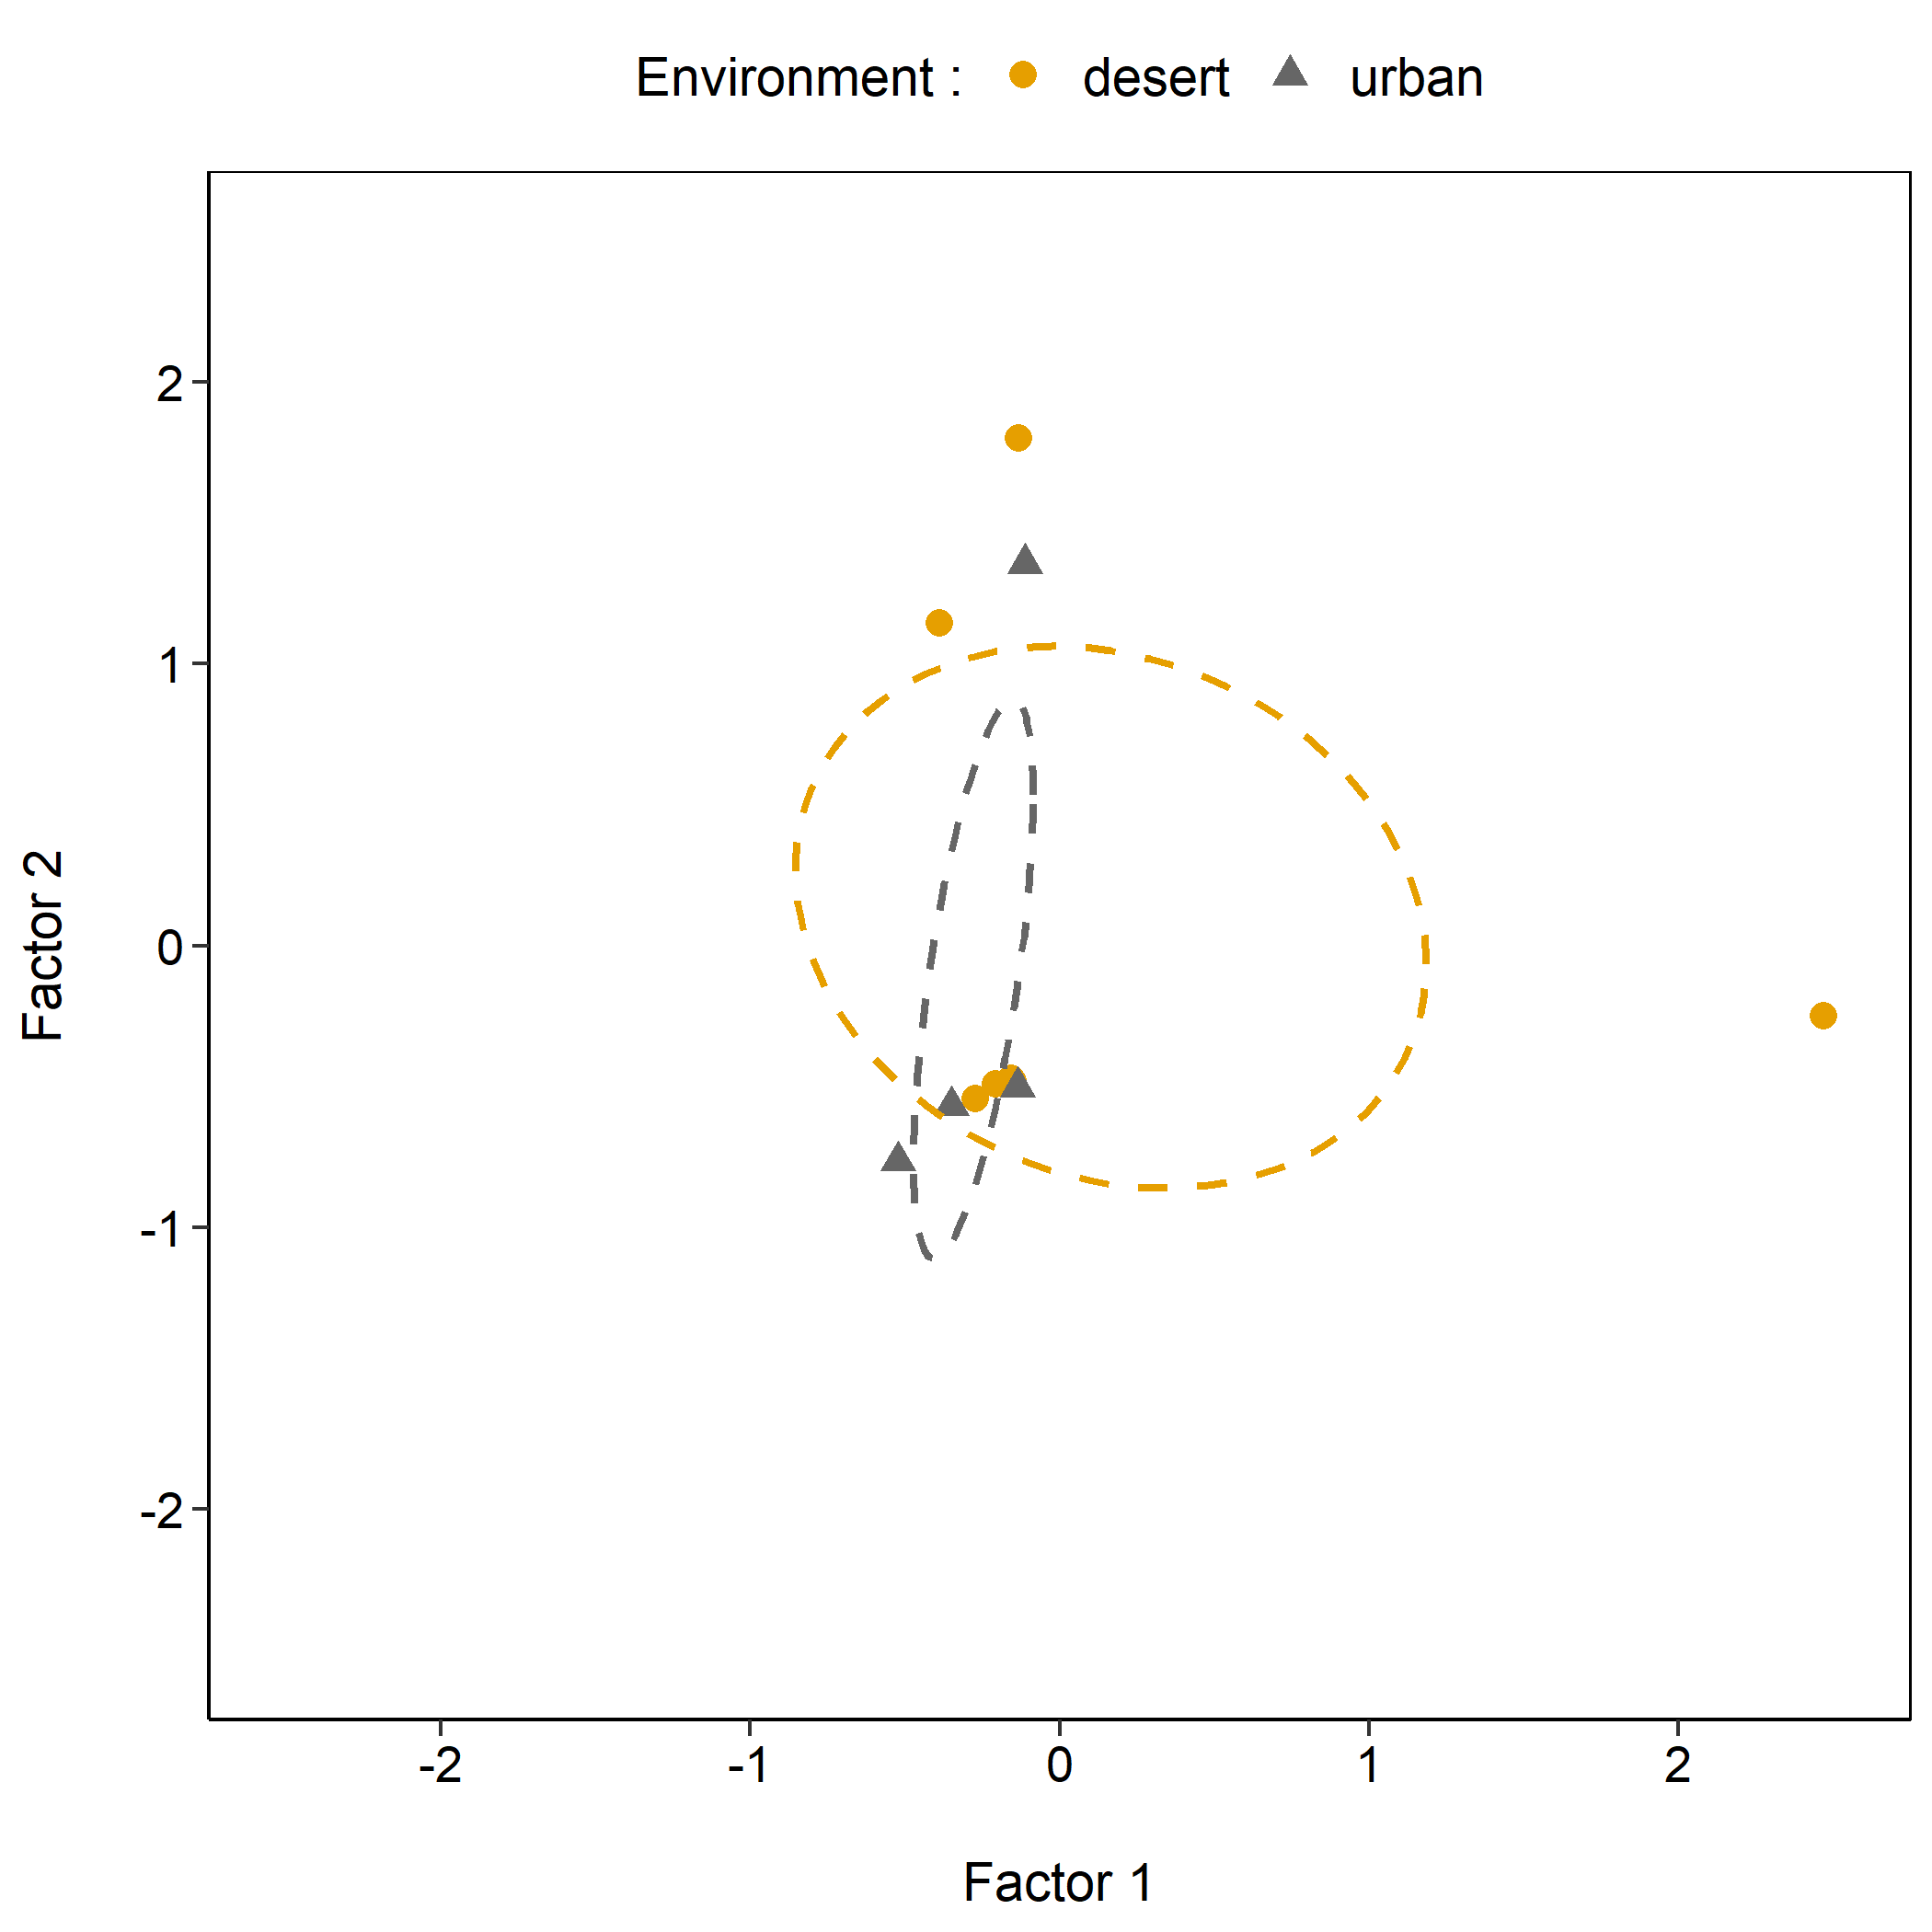 Environment : desert urban
2
1
0
-1
-2
Factor 2
-2 -1 0 1 2
Factor 1